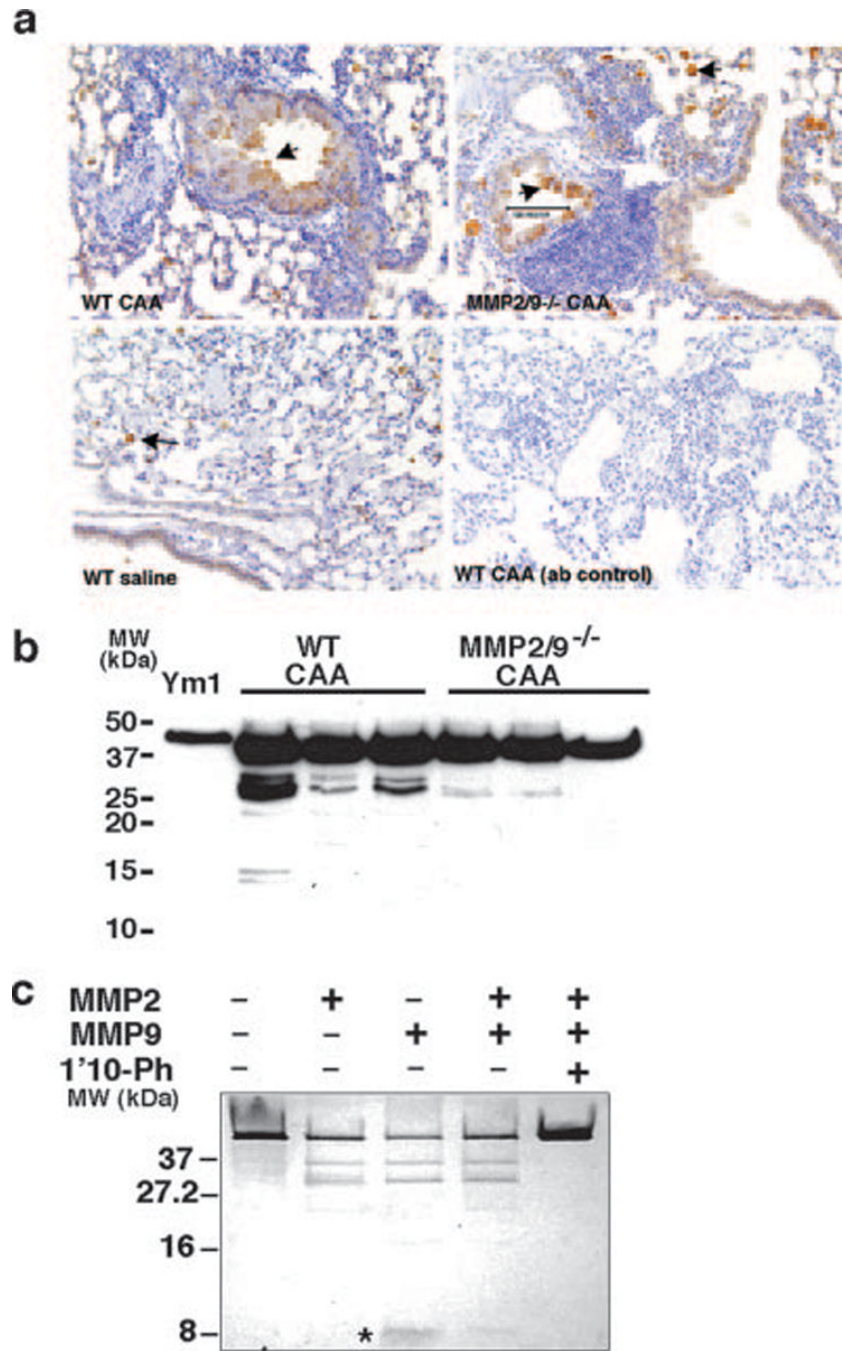 a
WT CAA
MMP2/9-/- CAA
WT saline
WT CAA (ab control)
b
MW (kDa)
Ym1
WT CAA
MMP2/9-/- CAA
50
37
25
20
15
10
c
MMP2 – + – + +
MMP9 – – + + +
1'10-Ph – – – – +
MW (kDa)
37
27.2
16
8
*